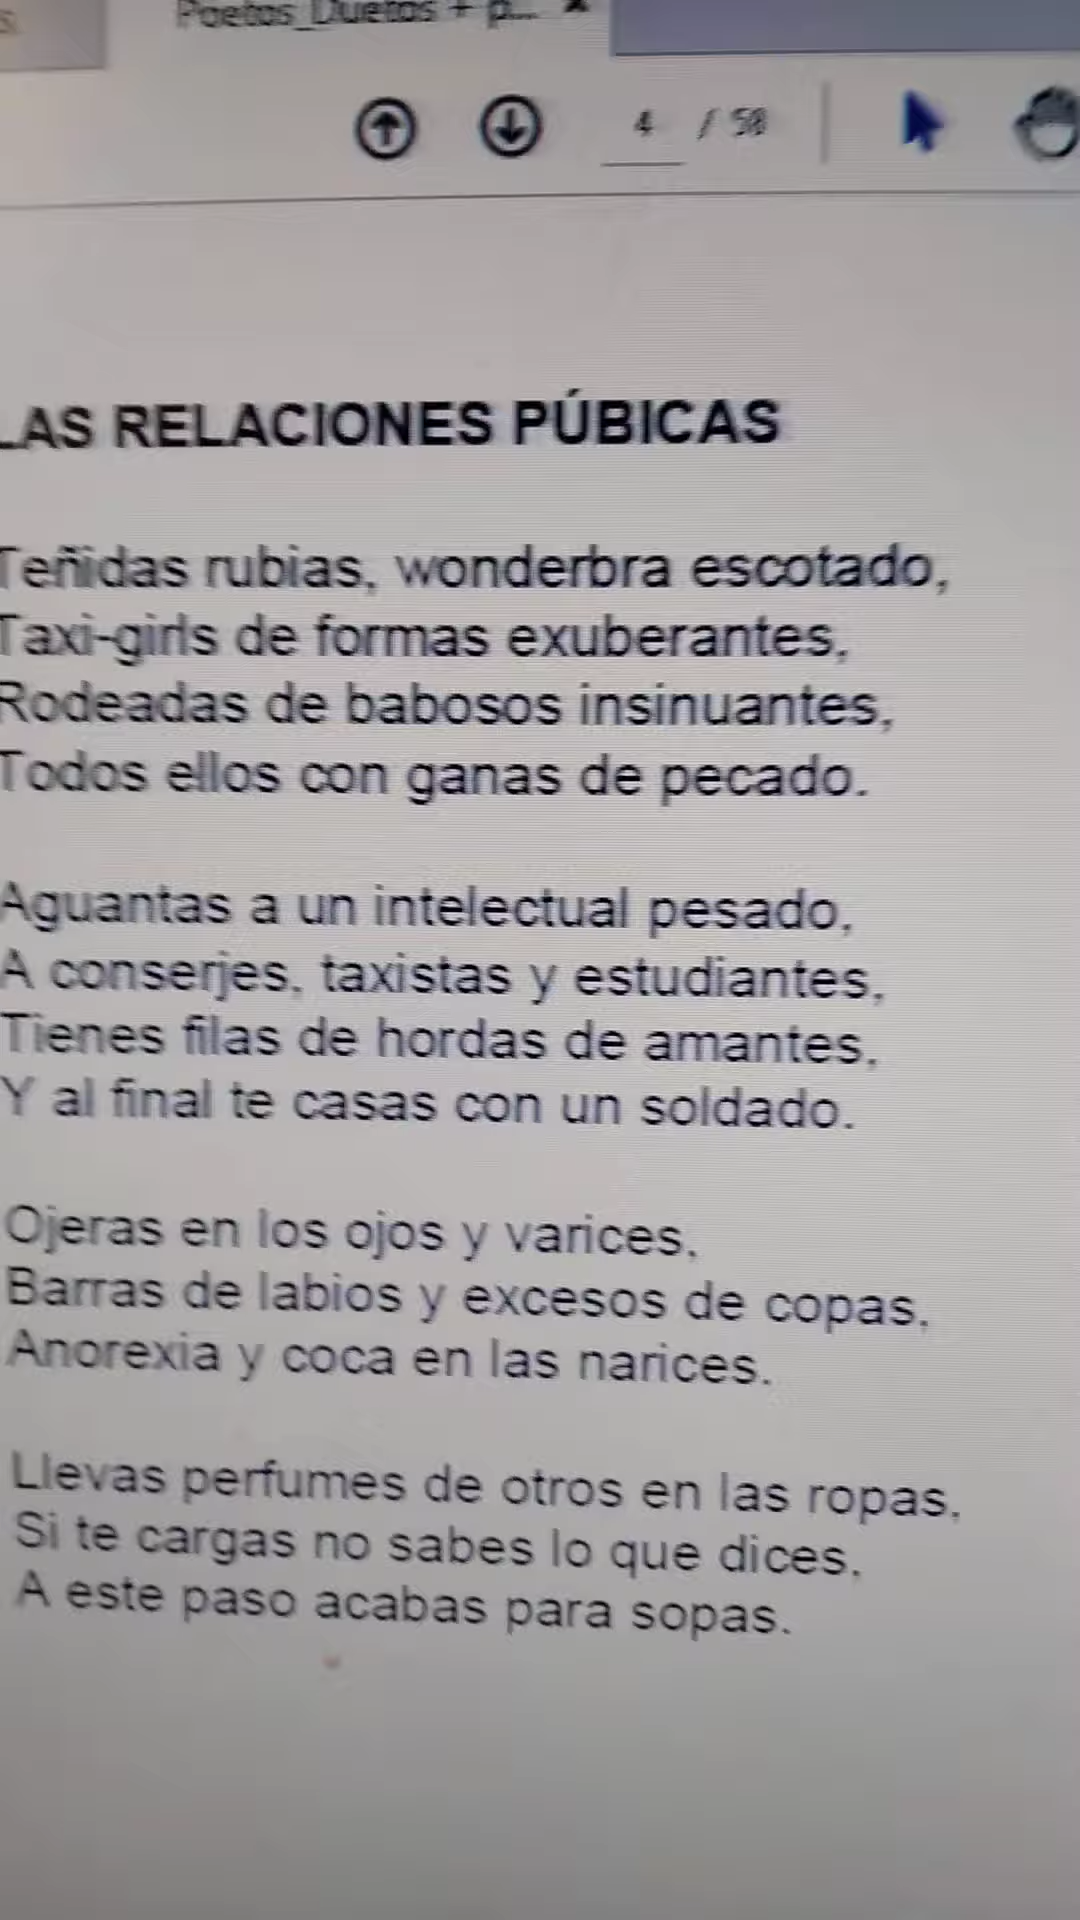 Poetas_Duetos + p...
4 / 50
LAS RELACIONES PÚBICAS
Teñidas rubias, wonderbra escotado,
Taxi-girls de formas exuberantes,
Rodeadas de babosos insinuantes,
Todos ellos con ganas de pecado.
Aguantas a un intelectual pesado,
A conserjes, taxistas y estudiantes,
Tienes filas de hordas de amantes,
Y al final te casas con un soldado.
Ojeras en los ojos y varices,
Barras de labios y excesos de copas,
Anorexia y coca en las narices.
Llevas perfumes de otros en las ropas,
Si te cargas no sabes lo que dices,
A este paso acabas para sopas.